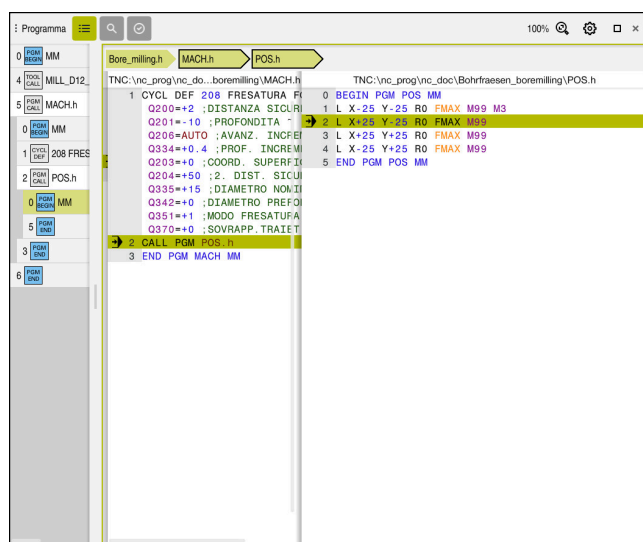 Programma
100%
0 PGM BEGIN MM
4 TOOL CALL MILL_D12_
5 PGM CALL MACH.h
0 PGM BEGIN MM
1 CYCL DEF 208 FRES
2 PGM CALL POS.h
0 PGM BEGIN MM
5 PGM END
3 PGM END
6 PGM END
Bore_milling.h MACH.h POS.h
TNC:\nc_prog\nc_do...boremilling\MACH.h
1 CYCL DEF 208 FRESATURA FO
Q200=+2 ;DISTANZA SICUR
Q201=-10 ;PROFONDITA
Q206=AUTO ;AVANZ. INCREM
Q334=+0.4 ;PROF. INCREM
Q203=+0 ;COORD. SUPERFIC
Q204=+50 ;2. DIST. SICUR
Q335=+15 ;DIAMETRO NOMIN
Q342=+0 ;DIAMETRO PREFO
Q351=+1 ;MODO FRESATURA
Q370=+0 ;SOVRAPP.TRAIET
2 CALL PGM POS.h
3 END PGM MACH MM
TNC:\nc_prog\nc_doc\Bohrfraesen_boremilling\POS.h
0 BEGIN PGM POS MM
1 L X-25 Y-25 R0 FMAX M99 M3
2 L X+25 Y-25 R0 FMAX M99
3 L X+25 Y+25 R0 FMAX M99
4 L X-25 Y+25 R0 FMAX M99
5 END PGM POS MM